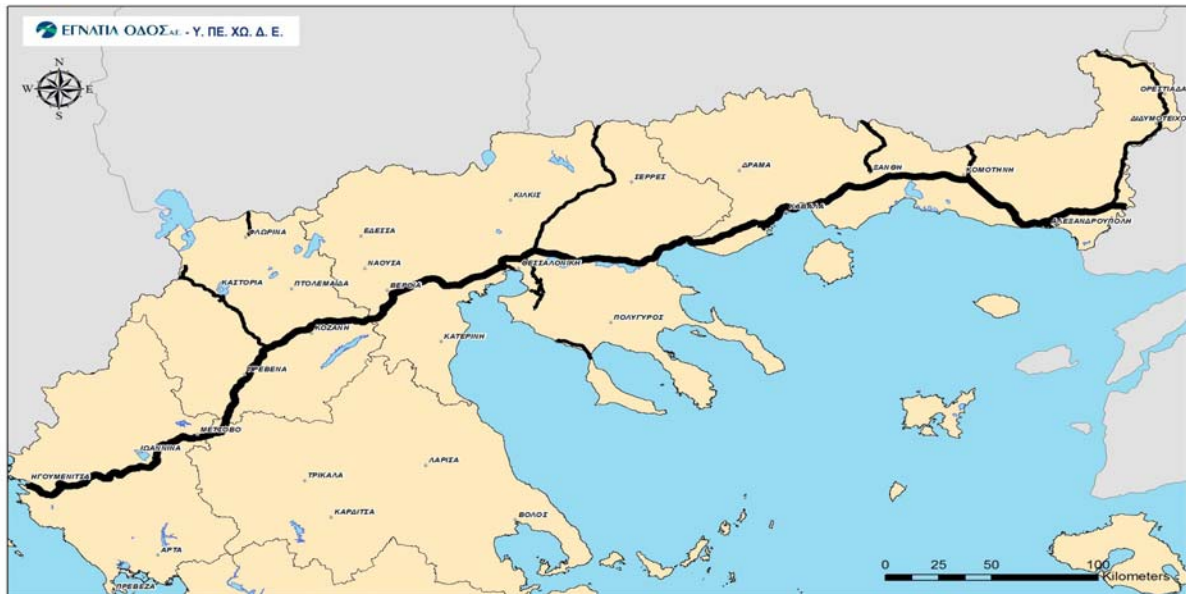 ΕΓΝΑΤΙΑ ΟΔΟΣ Α.Ε. - Υ. ΠΕ. ΧΩ. Δ. Ε.
N
W E
S
ΟΡΕΣΤΙΑΔΑ
ΔΙΔΥΜΟΤΕΙΧΟ
ΞΑΝΘΗ
ΚΟΜΟΤΗΝΗ
ΔΡΑΜΑ
ΣΕΡΡΕΣ
ΚΙΛΚΙΣ
ΚΑΒΑΛΑ
ΑΛΕΞΑΝΔΡΟΥΠΟΛΗ
ΦΛΩΡΙΝΑ
ΕΔΕΣΣΑ
ΘΕΣΣΑΛΟΝΙΚΗ
ΝΑΟΥΣΑ
ΚΑΣΤΟΡΙΑ
ΠΤΟΛΕΜΑΪΔΑ
ΒΕΡΟΙΑ
ΚΟΖΑΝΗ
ΠΟΛΥΓΥΡΟΣ
ΚΑΤΕΡΙΝΗ
ΓΡΕΒΕΝΑ
ΜΕΤΣΟΒΟ
ΙΩΑΝΝΙΝΑ
ΛΑΡΙΣΑ
ΗΓΟΥΜΕΝΙΤΣΑ
ΤΡΙΚΑΛΑ
ΚΑΡΔΙΤΣΑ
ΒΟΛΟΣ
ΑΡΤΑ
ΠΡΕΒΕΖΑ
0 25 50 100
Kilometers